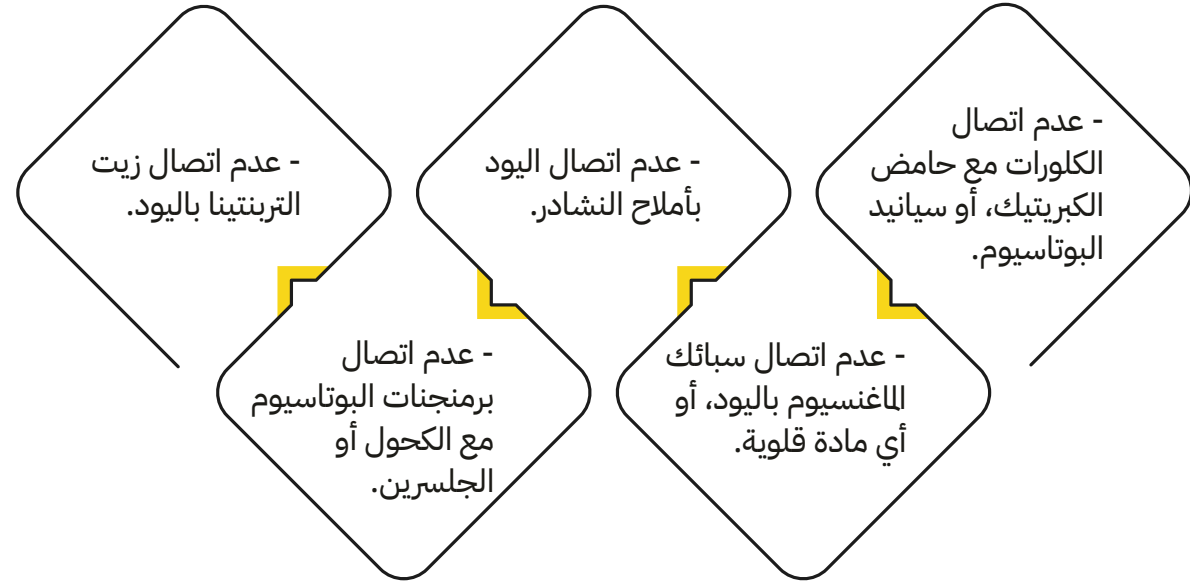 - عدم اتصال
الكلورات مع حامض
الكبريتيك، أو سيانيد
البوتاسيوم.
- عدم اتصال سبائك
الماغنسيوم باليود، أو
أي مادة قلوية.
- عدم اتصال اليود
بأملاح النشادر.
- عدم اتصال
برمنجنات البوتاسيوم
مع الكحول أو
الجلسرين.
- عدم اتصال زيت
التربنتينا باليود.